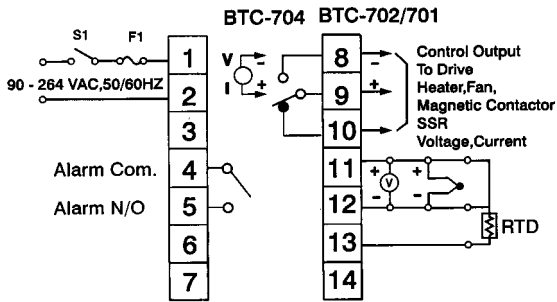 BTC-704 BTC-702/701
S1 F1
90 - 264 VAC,50/60HZ
1
2
3
Alarm Com. 4
Alarm N/O 5
6
7
V -
I +
8 -
9 +
10
Control Output
To Drive
Heater,Fan,
Magnetic Contactor
SSR
Voltage,Current
11 + V + 
12 - -
13 RTD
14